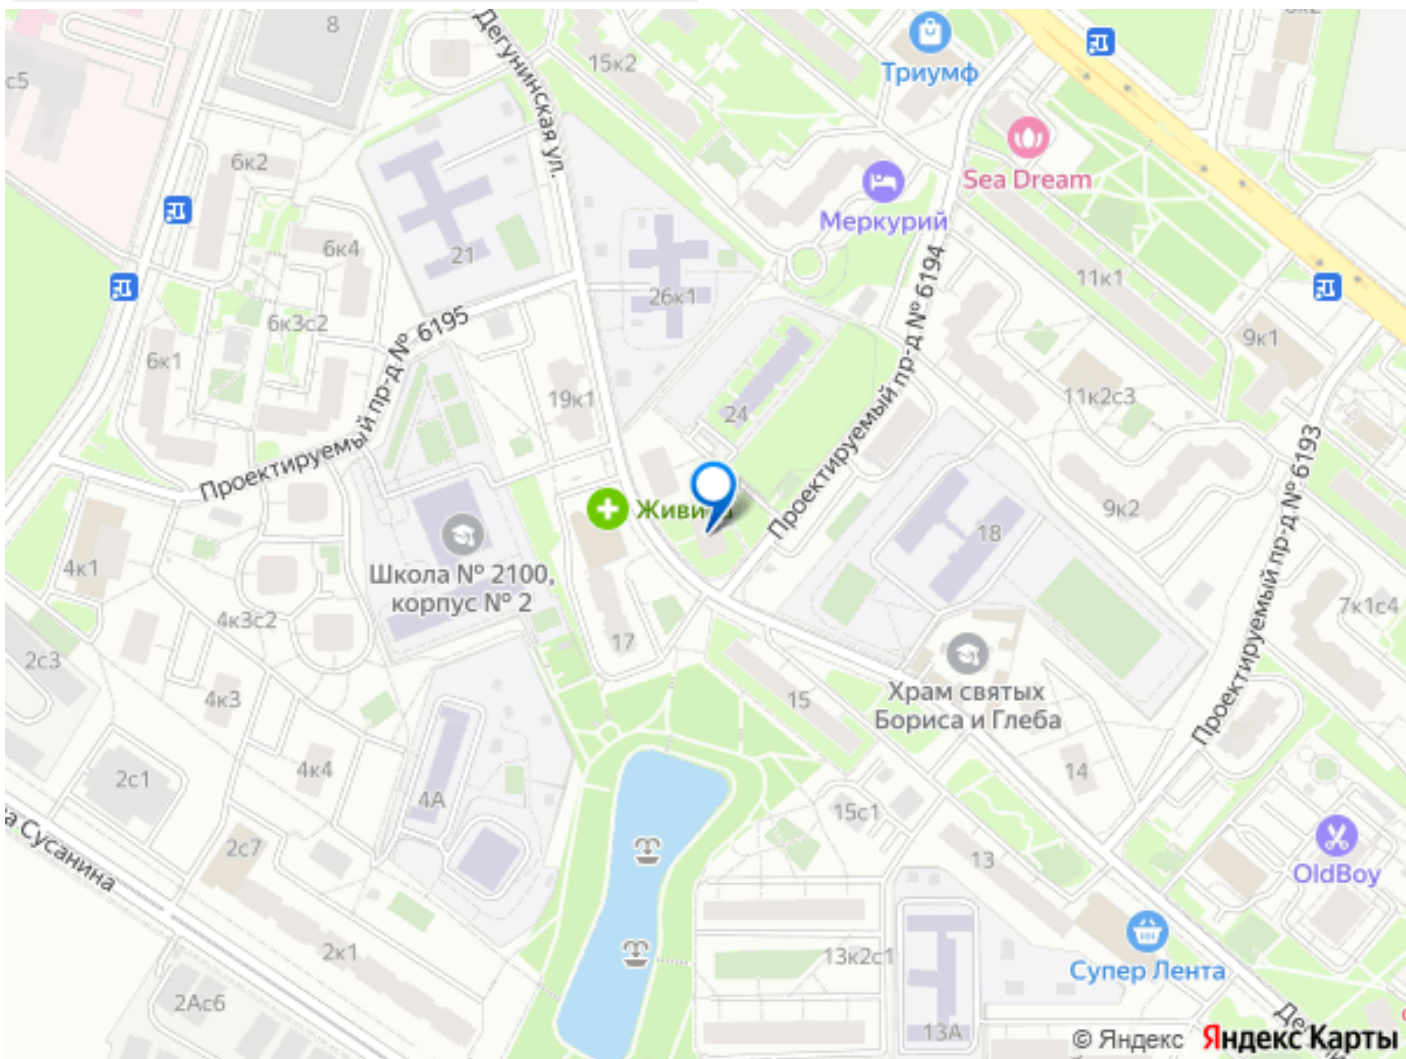 8
с5
15к2
Дегунинская ул.
Триумф
6к2
Sea Dream
Меркурий
6к4
21
26к1
11к1
6к3с2
6к1
Проектируемый пр-д № 6195
Проектируемый пр-д № 6194
9к1
19к1
24
11к2с3
9к2
18
Проектируемый пр-д № 6193
4к1
Школа № 2100,
корпус № 2
4к3с2
17
7к1с4
2с3
4к3
15
Храм святых
Бориса и Глеба
14
2с1
4к4
4А
15с1
13
а Сусанина
2с7
OldBoy
2к1
13к2с1
Супер Лента
2Ас6
13А
© Яндекс Яндекс Карты